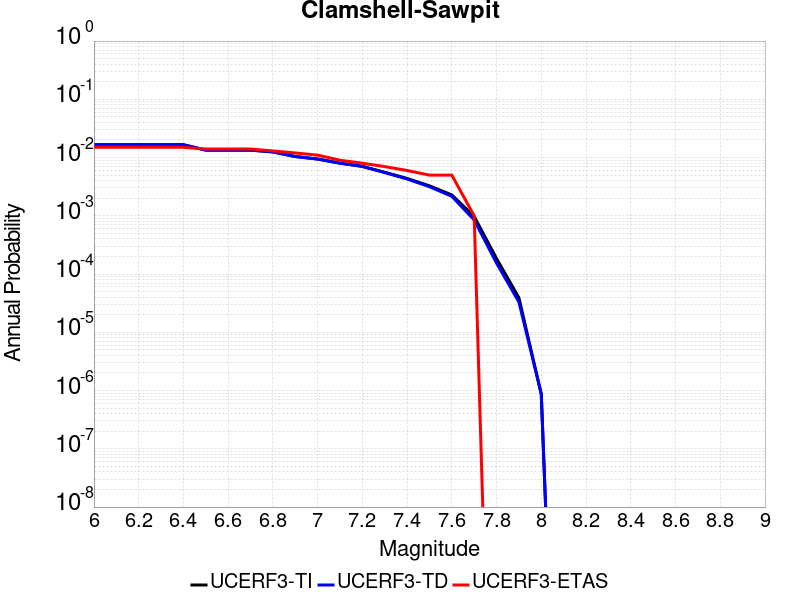 Clamshell-Sawpit
10^0
10^-1
10^-2
10^-3
10^-4
10^-5
10^-6
10^-7
10^-8
Annual Probability
6 6.2 6.4 6.6 6.8 7 7.2 7.4 7.6 7.8 8 8.2 8.4 8.6 8.8 9
Magnitude
UCERF3-TI UCERF3-TD UCERF3-ETAS